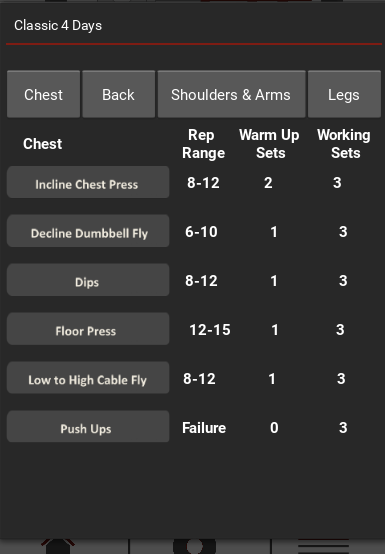 Classic 4 Days
Chest Back Shoulders & Arms Legs
Chest Rep Range Warm Up Sets Working Sets
Incline Chest Press 8-12 2 3
Decline Dumbbell Fly 6-10 1 3
Dips 8-12 1 3
Floor Press 12-15 1 3
Low to High Cable Fly 8-12 1 3
Push Ups Failure 0 3